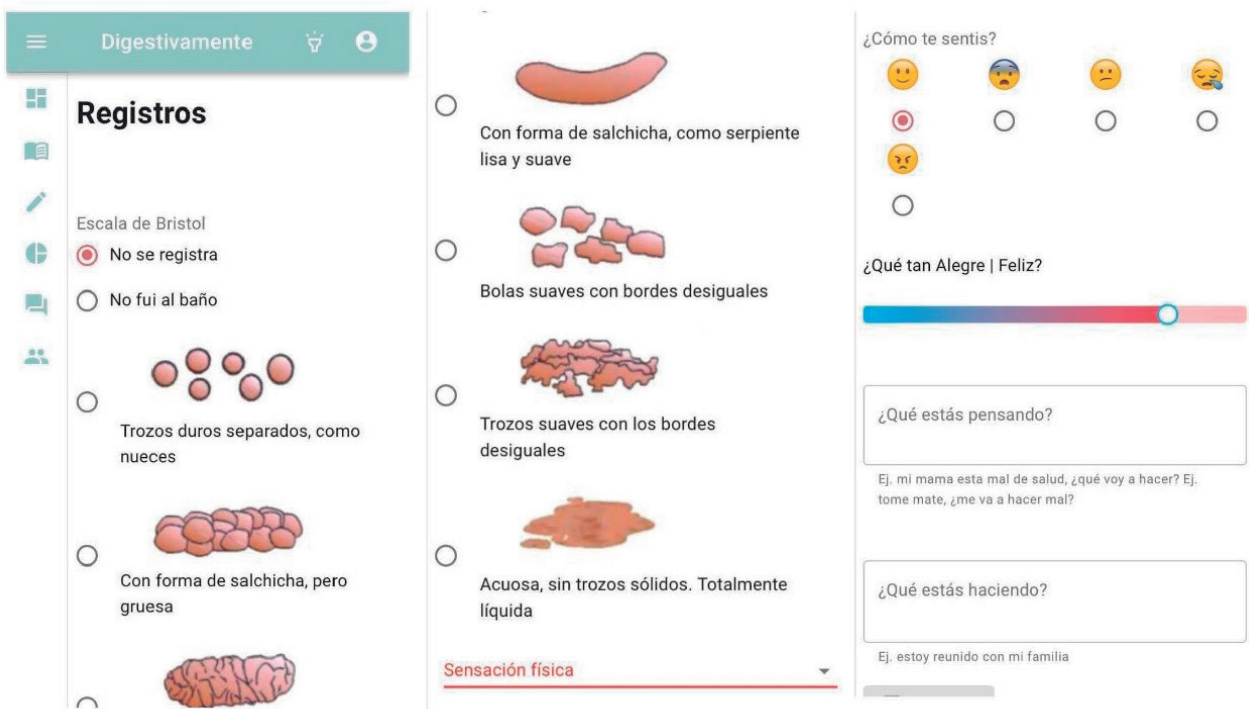 Digestivamente
Registros
Escala de Bristol
No se registra
No fui al baño
Trozos duros separados, como
nueces
Con forma de salchicha, pero
gruesa
Con forma de salchicha, como serpiente
lisa y suave
Bolas suaves con bordes desiguales
Trozos suaves con los bordes
desiguales
Acuosa, sin trozos sólidos. Totalmente
líquida
Sensación física
¿Cómo te sentis?
¿Qué tan Alegre | Feliz?
¿Qué estás pensando?
Ej. mi mama esta mal de salud, ¿qué voy a hacer? Ej.
tome mate, ¿me va a hacer mal?
¿Qué estás haciendo?
Ej. estoy reunido con mi familia